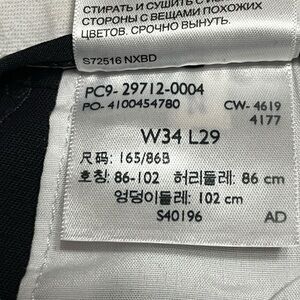 СТИРАТЬ И СУШИТЬ С ИЗНАНОЧНОЙ
СТОРОНЫ С ВЕЩАМИ ПОХОЖИХ
ЦВЕТОВ. СРОЧНО ВЫНУТЬ.
S72516 NXBD
PC9- 29712-0004
PO- 4100454780 CW- 4619
4177
W34 L29
尺码: 165/86B
호칭: 86-102 허리둘레: 86 cm
엉덩이둘레: 102 cm
S40196 AD